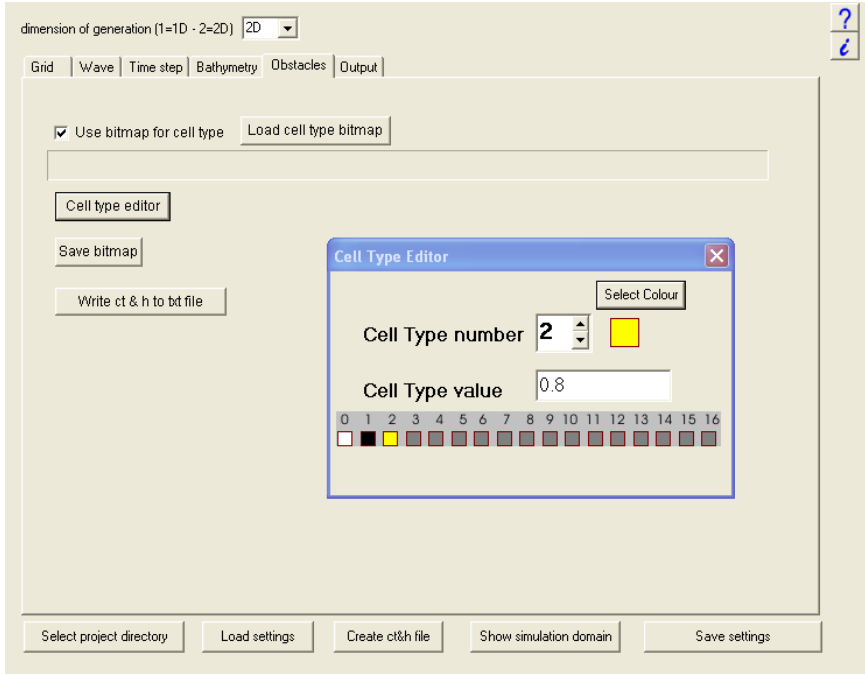 dimension of generation (1=1D - 2=2D) 2D
?
i
Grid Wave Time step Bathymetry Obstacles Output
Use bitmap for cell type Load cell type bitmap
Cell type editor
Save bitmap
Write ct & h to txt file
Cell Type Editor
Select Colour
Cell Type number 2
Cell Type value 0.8
0 1 2 3 4 5 6 7 8 9 10 11 12 13 14 15 16
Select project directory Load settings Create ct&h file Show simulation domain Save settings